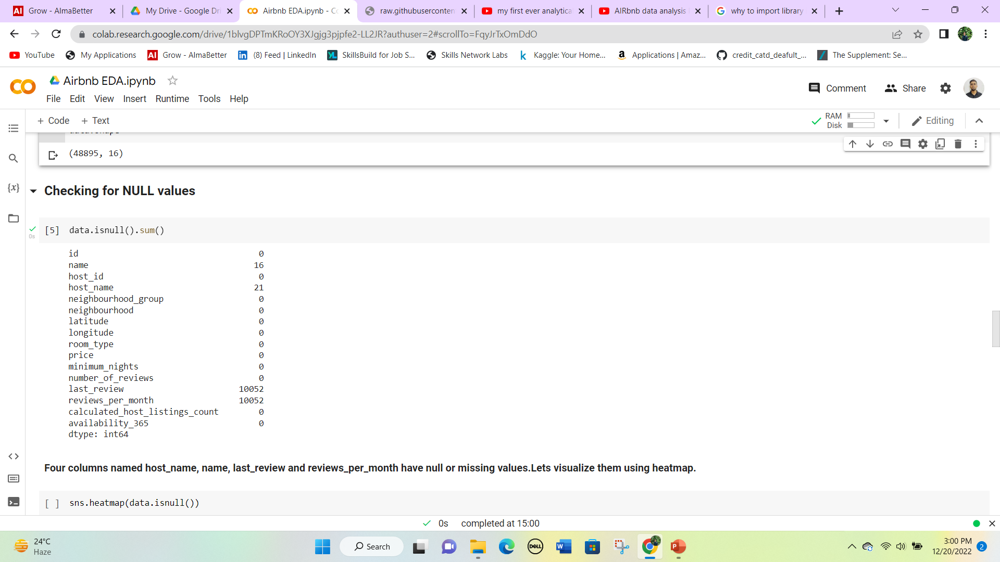 Grow - AlmaBetter
My Drive - Google Dri
Airbnb EDA.ipynb - Co
raw.githubuserconten
my first ever analytica
AIRbnb data analysis
why to import library
colab.research.google.com/drive/1blvgDPTmKRoOY3XJgjg3pjpfe2-LL2JR?authuser=2#scrollTo=FqyJrTxOmDdO
YouTube
My Applications
AI Grow - AlmaBetter
(8) Feed | LinkedIn
SkillsBuild for Job S...
Skills Network Labs
Kaggle: Your Home...
Applications | Amaz...
credit_catd_deafult_...
The Supplement: Se...
Airbnb EDA.ipynb
Comment
Share
File Edit View Insert Runtime Tools Help
+ Code + Text
RAM
Disk
Editing
(48895, 16)
{x}
Checking for NULL values
[5] data.isnull().sum()
0s
id 0
name 16
host_id 0
host_name 21
neighbourhood_group 0
neighbourhood 0
latitude 0
longitude 0
room_type 0
price 0
minimum_nights 0
number_of_reviews 0
last_review 10052
reviews_per_month 10052
calculated_host_listings_count 0
availability_365 0
dtype: int64
Four columns named host_name, name, last_review and reviews_per_month have null or missing values.Lets visualize them using heatmap.
[ ] sns.heatmap(data.isnull())
0s completed at 15:00
24°C
Haze
Search
DELL
3:00 PM
12/20/2022
2